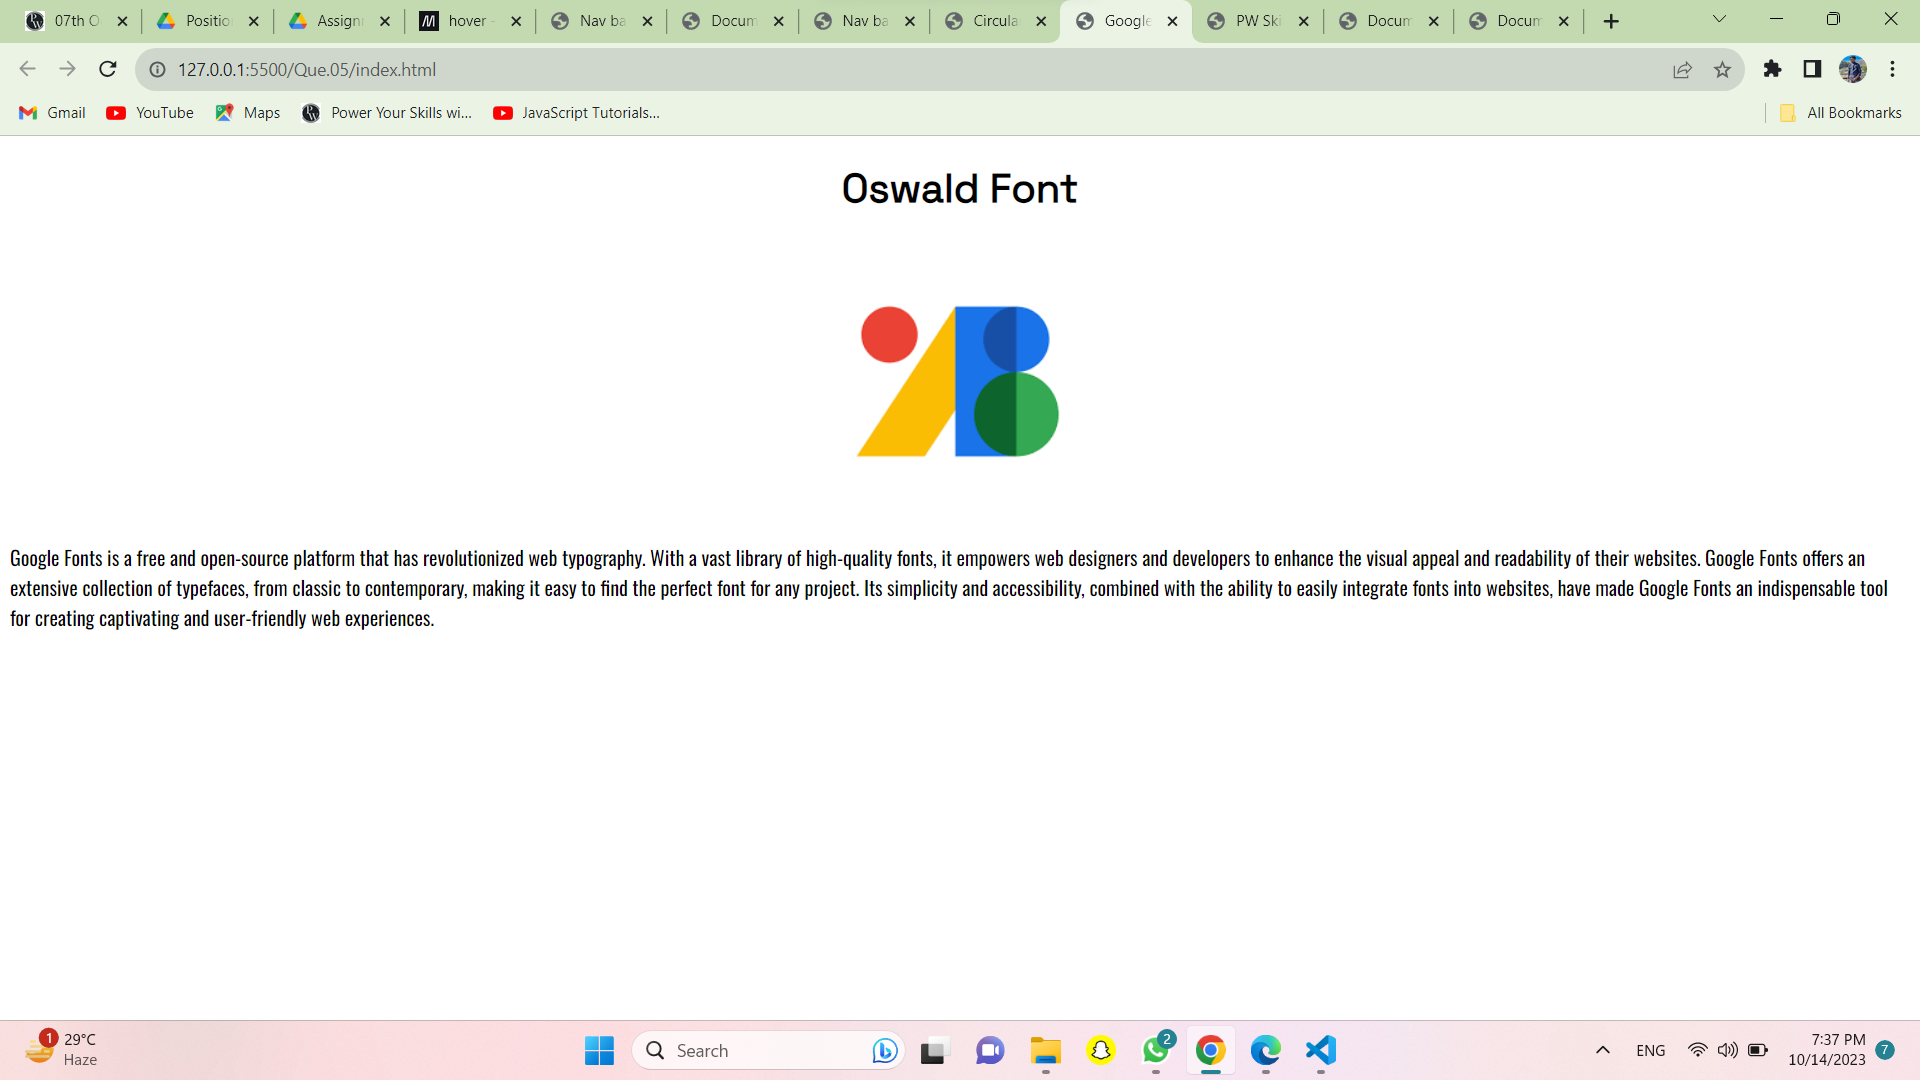 07th O
Positio
Assign
hover -
Nav ba
Docum
Nav ba
Circula
Google
PW Ski
Docum
Docum
127.0.0.1:5500/Que.05/index.html
Gmail
YouTube
Maps
Power Your Skills wi...
JavaScript Tutorials...
All Bookmarks
Oswald Font
Google Fonts is a free and open-source platform that has revolutionized web typography. With a vast library of high-quality fonts, it empowers web designers and developers to enhance the visual appeal and readability of their websites. Google Fonts offers an
extensive collection of typefaces, from classic to contemporary, making it easy to find the perfect font for any project. Its simplicity and accessibility, combined with the ability to easily integrate fonts into websites, have made Google Fonts an indispensable tool
for creating captivating and user-friendly web experiences.
1
29°C
Haze
Search
2
ENG
7:37 PM
10/14/2023
7